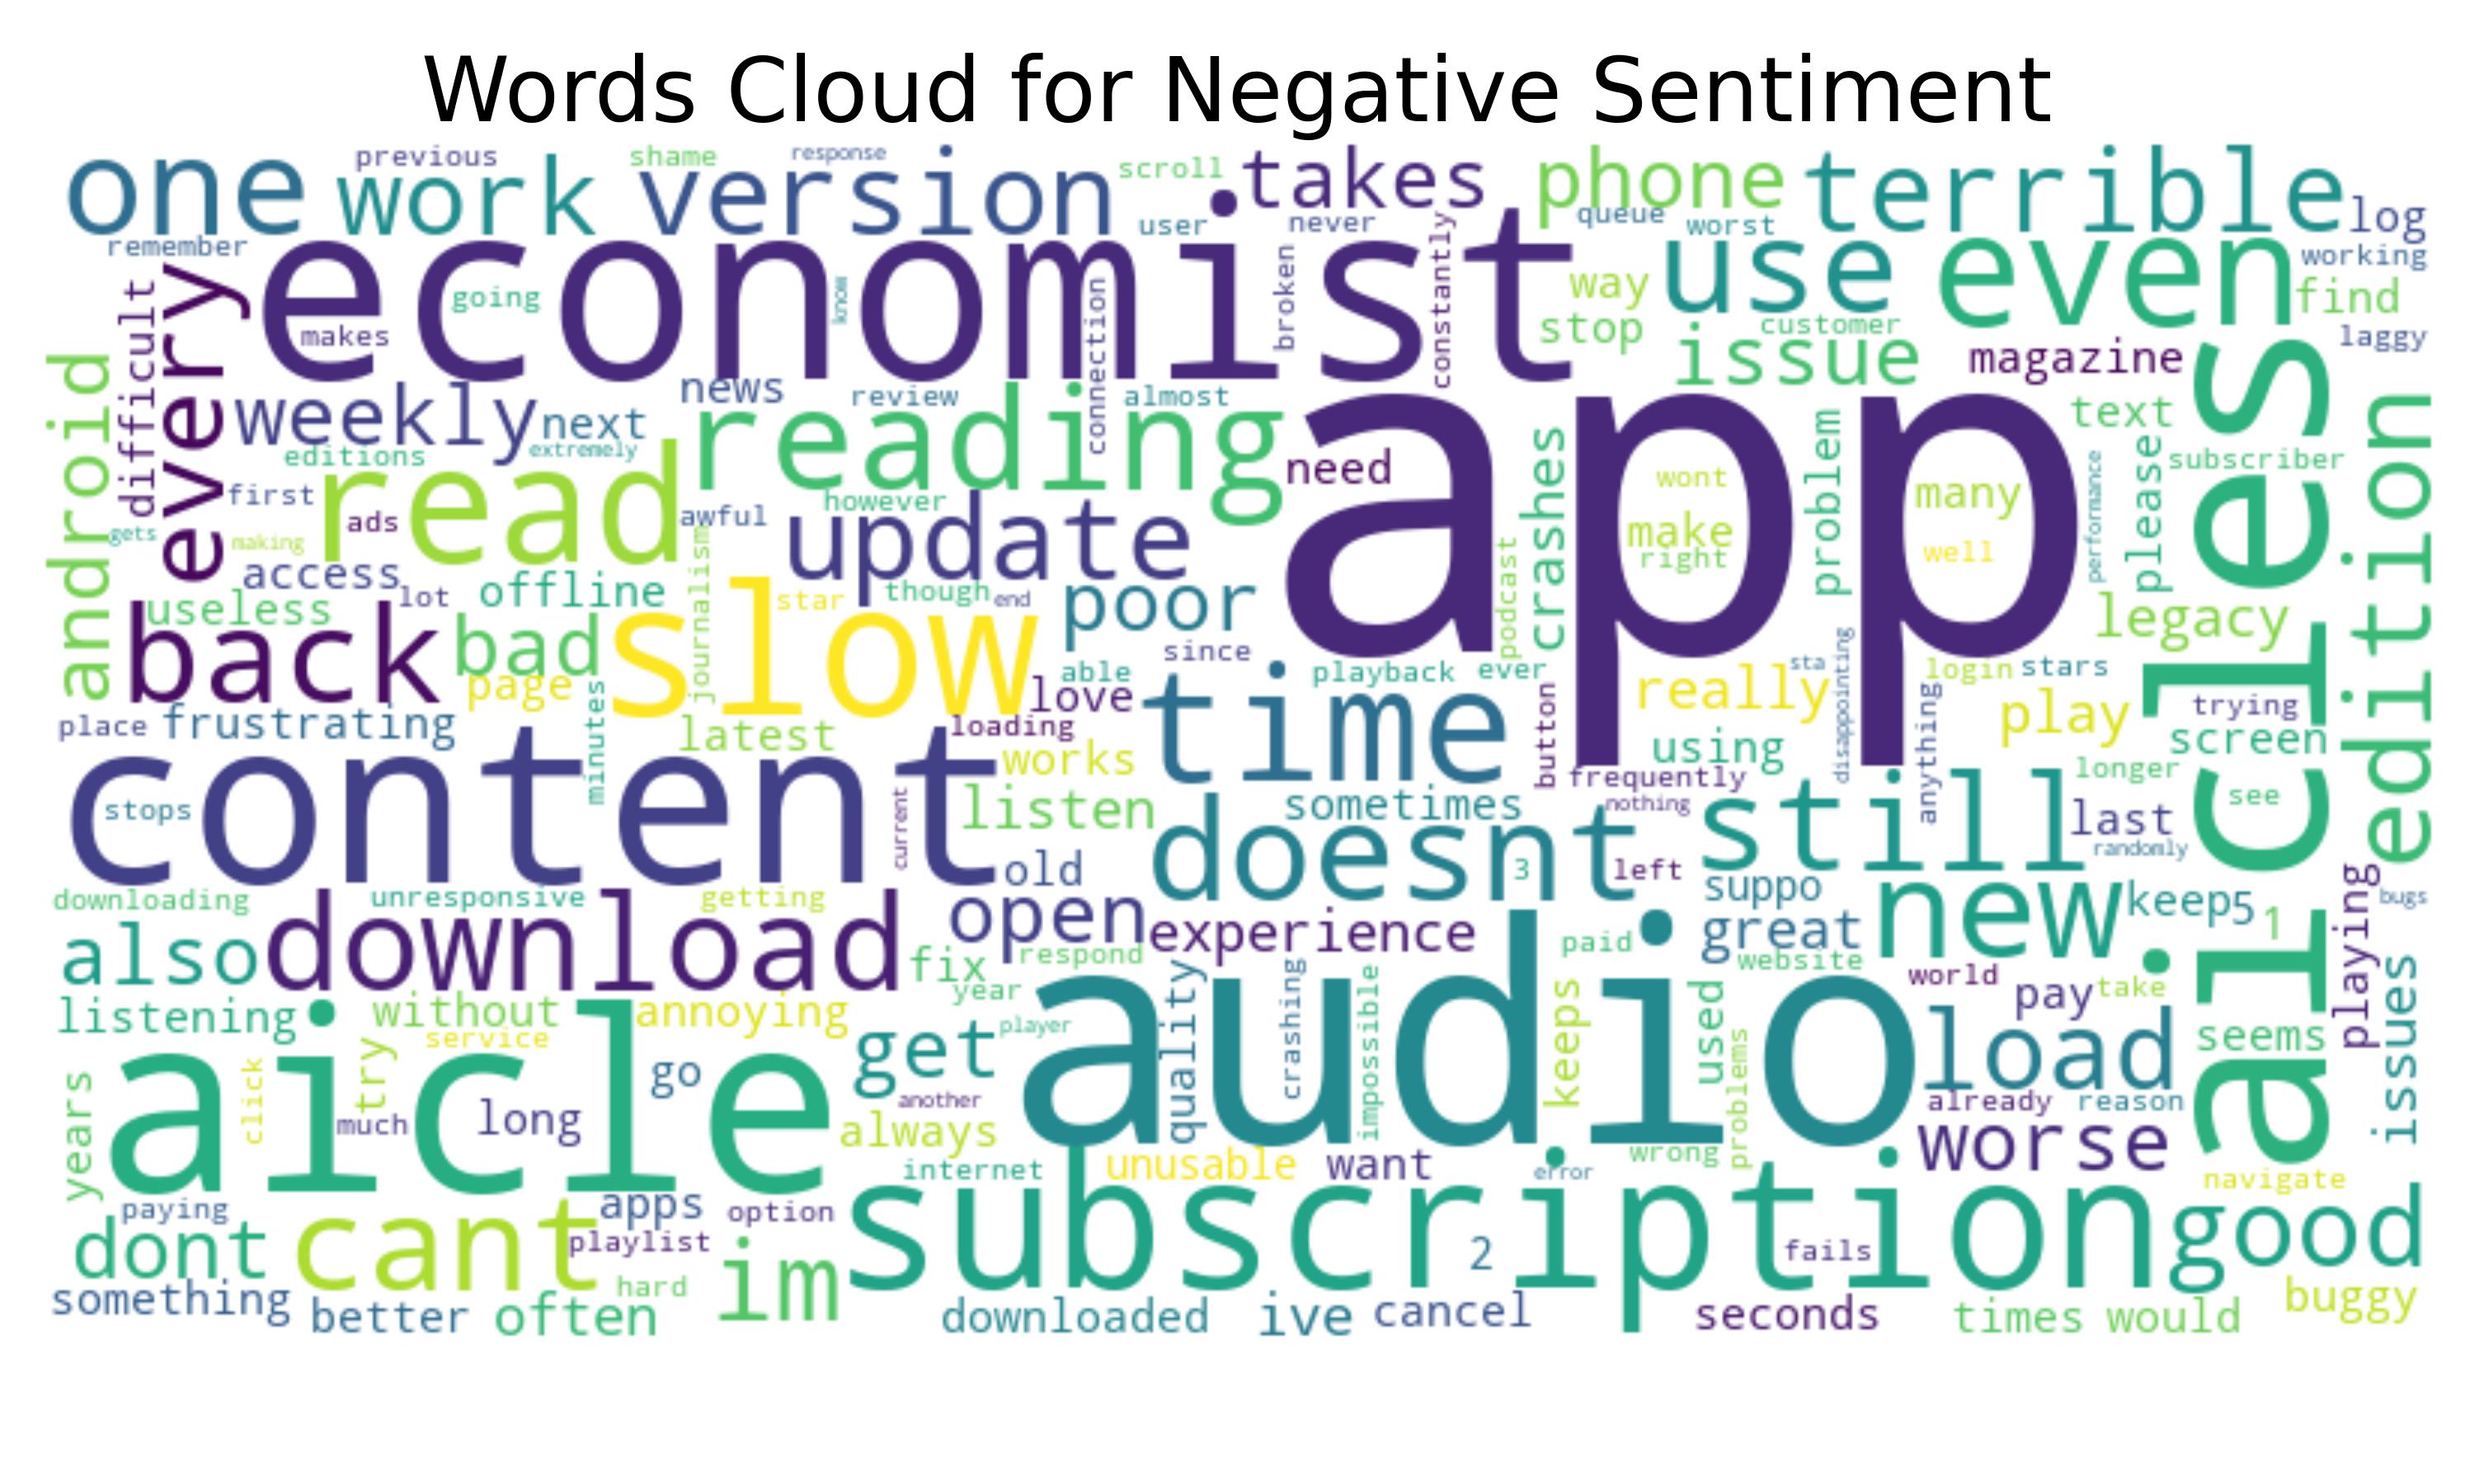 Words Cloud for Negative Sentiment
previous shame response scroll takes phone terrible
one work version user never queue worst log
remember economist constantly use even working
going know broken way find
makes connection stop customer laggy
difficult every news issue magazine
android weekly next review almost text articles
editions extremely reading app edition
first read need crashes wont problem many please subscriber
ads awful however make performance
gets making update right well
access lot offline journalism star though end poor podcast legacy
useless back bad slow since
page able playback ever really sta login stars
place frustrating minutes latest love time button disappointing anything play trying
loading works using screen
content frequently longer
stops current listen sometimes nothing still last see
old doesnt 3 left randomly
downloading unresponsive getting open suppo new keep 5 bugs
also download experience great 1 playing
fix respond paid website
year audio quality crashing impossible keeps used world pay take issues
listening without annoying player load seems
service get
years click try aicle go problems
much long another already reason
always worse
internet unusable want error wrong navigate
paying apps option subscription good
dont cant playlist 2 fails
something hard im buggy
better often downloaded ive cancel seconds times would